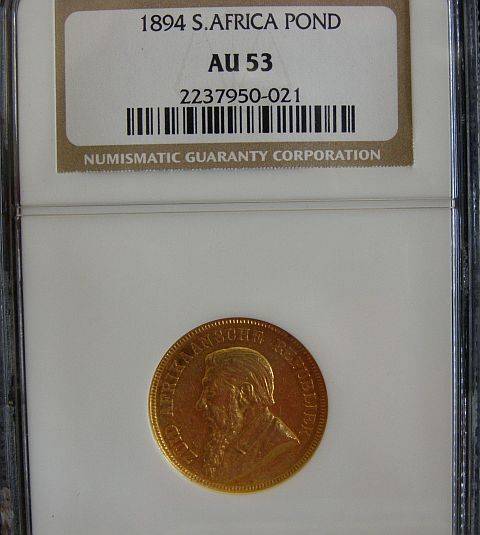 1894 S.AFRICA POND
AU 53
2237950-021
NUMISMATIC GUARANTY CORPORATION
ZUID AFRIKAANSCHE REPUBLIEK